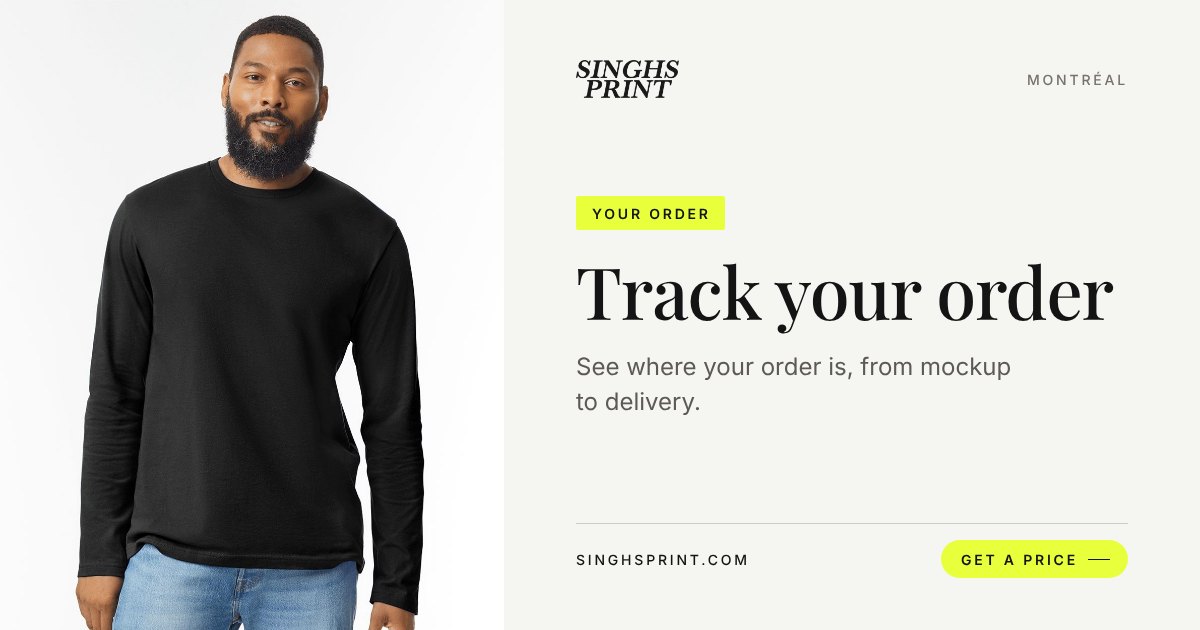 SINGHS
PRINT
MONTRÉAL
YOUR ORDER
Track your order
See where your order is, from mockup
to delivery.
SINGHSPRINT.COM
GET A PRICE